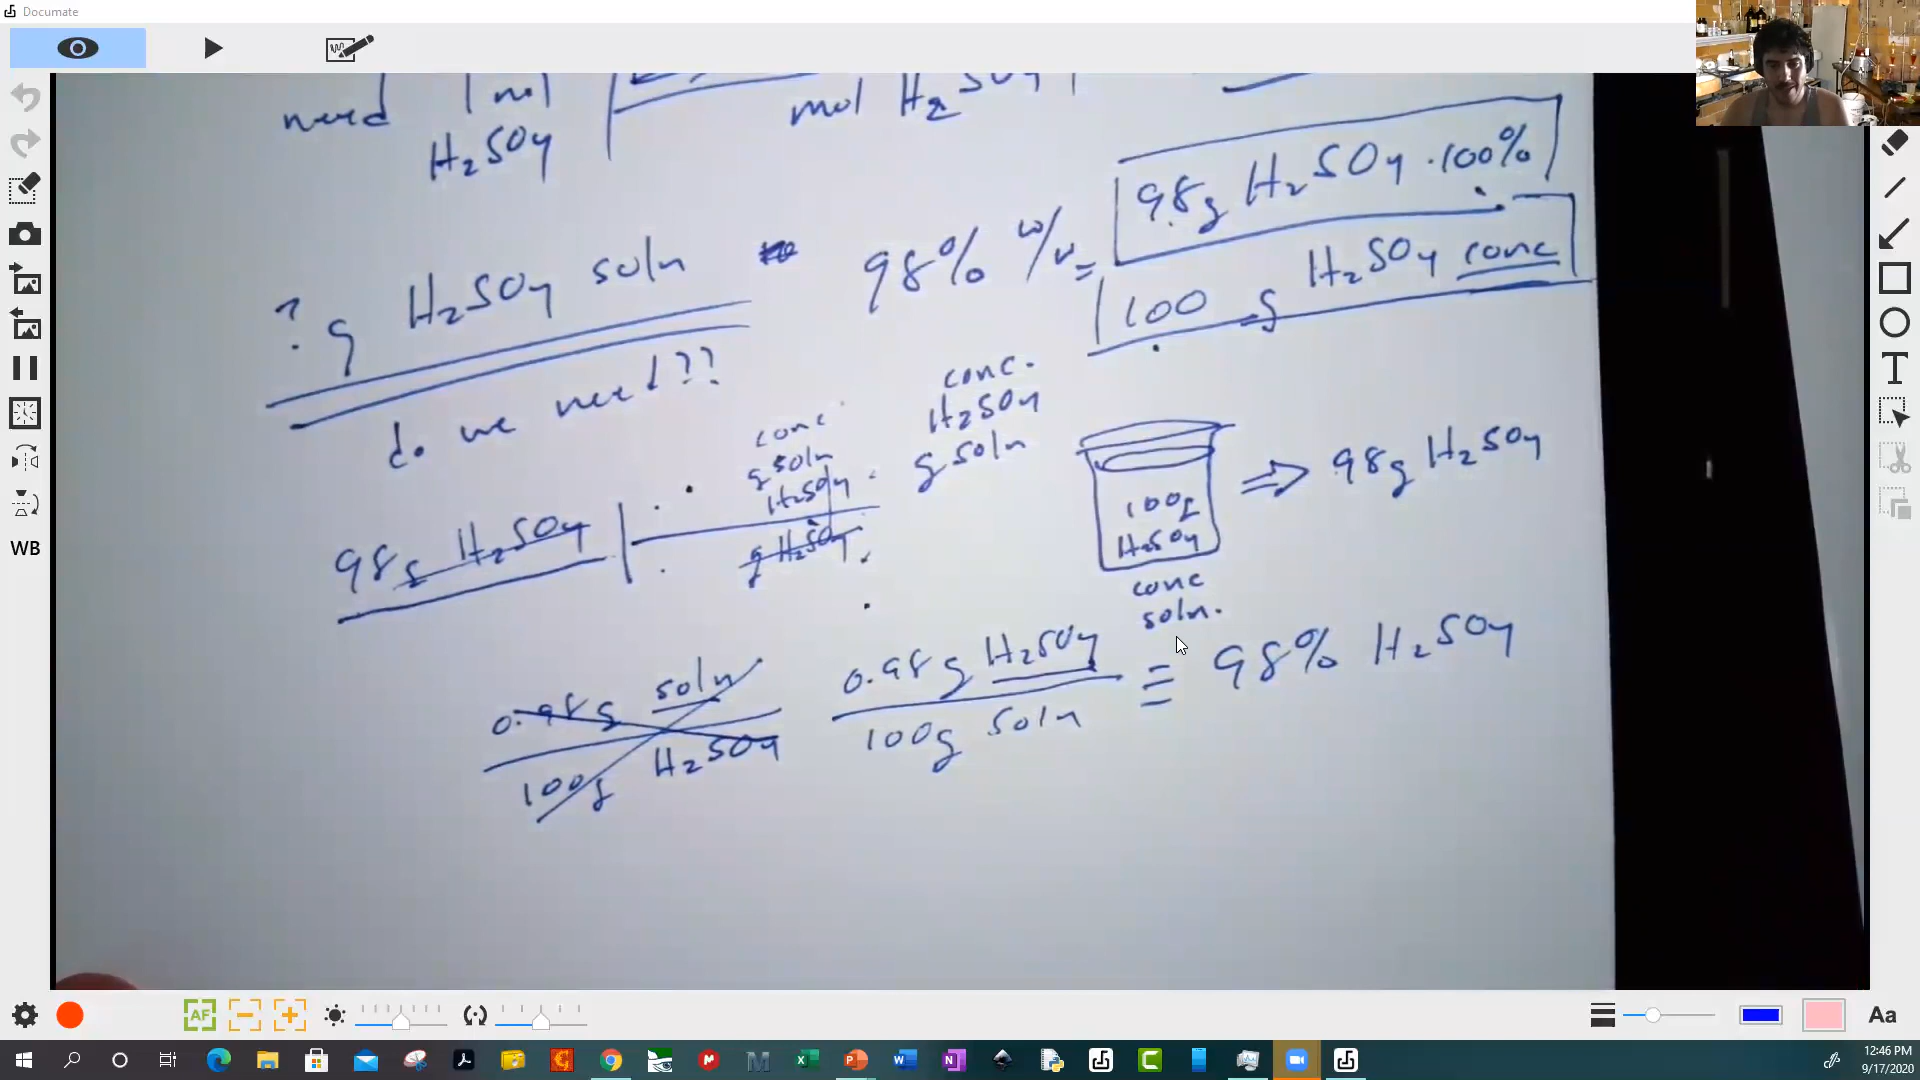 Documate
need 1 mol
H₂SO₄
mol H₂SO₄
? g H₂SO₄ soln
do we need??
98% w/w =
98g H₂SO₄ · 100%
100 g H₂SO₄ conc
98g H₂SO₄
conc
g soln
H₂SO₄
g H₂SO₄
conc.
H₂SO₄
g soln
100g
H₂SO₄
conc
soln.
⇒ 98g H₂SO₄
0.98g soln
100g H₂SO₄
0.98g H₂SO₄
100g soln
≡ 98% H₂SO₄
T
WB
AF
Aa
12:46 PM
9/17/2020